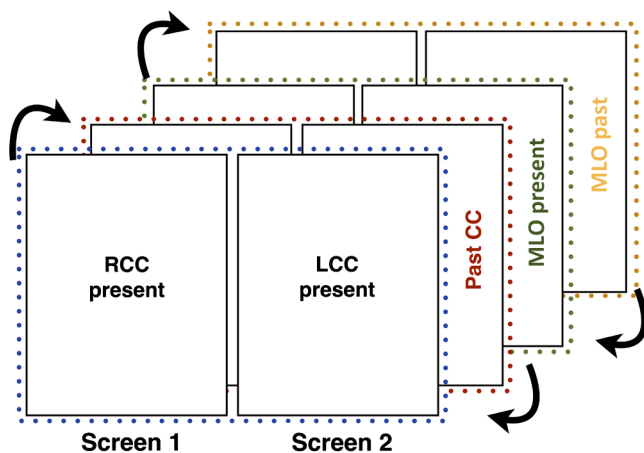 RCC
present
LCC
present
Past CC
MLO present
MLO past
Screen 1
Screen 2